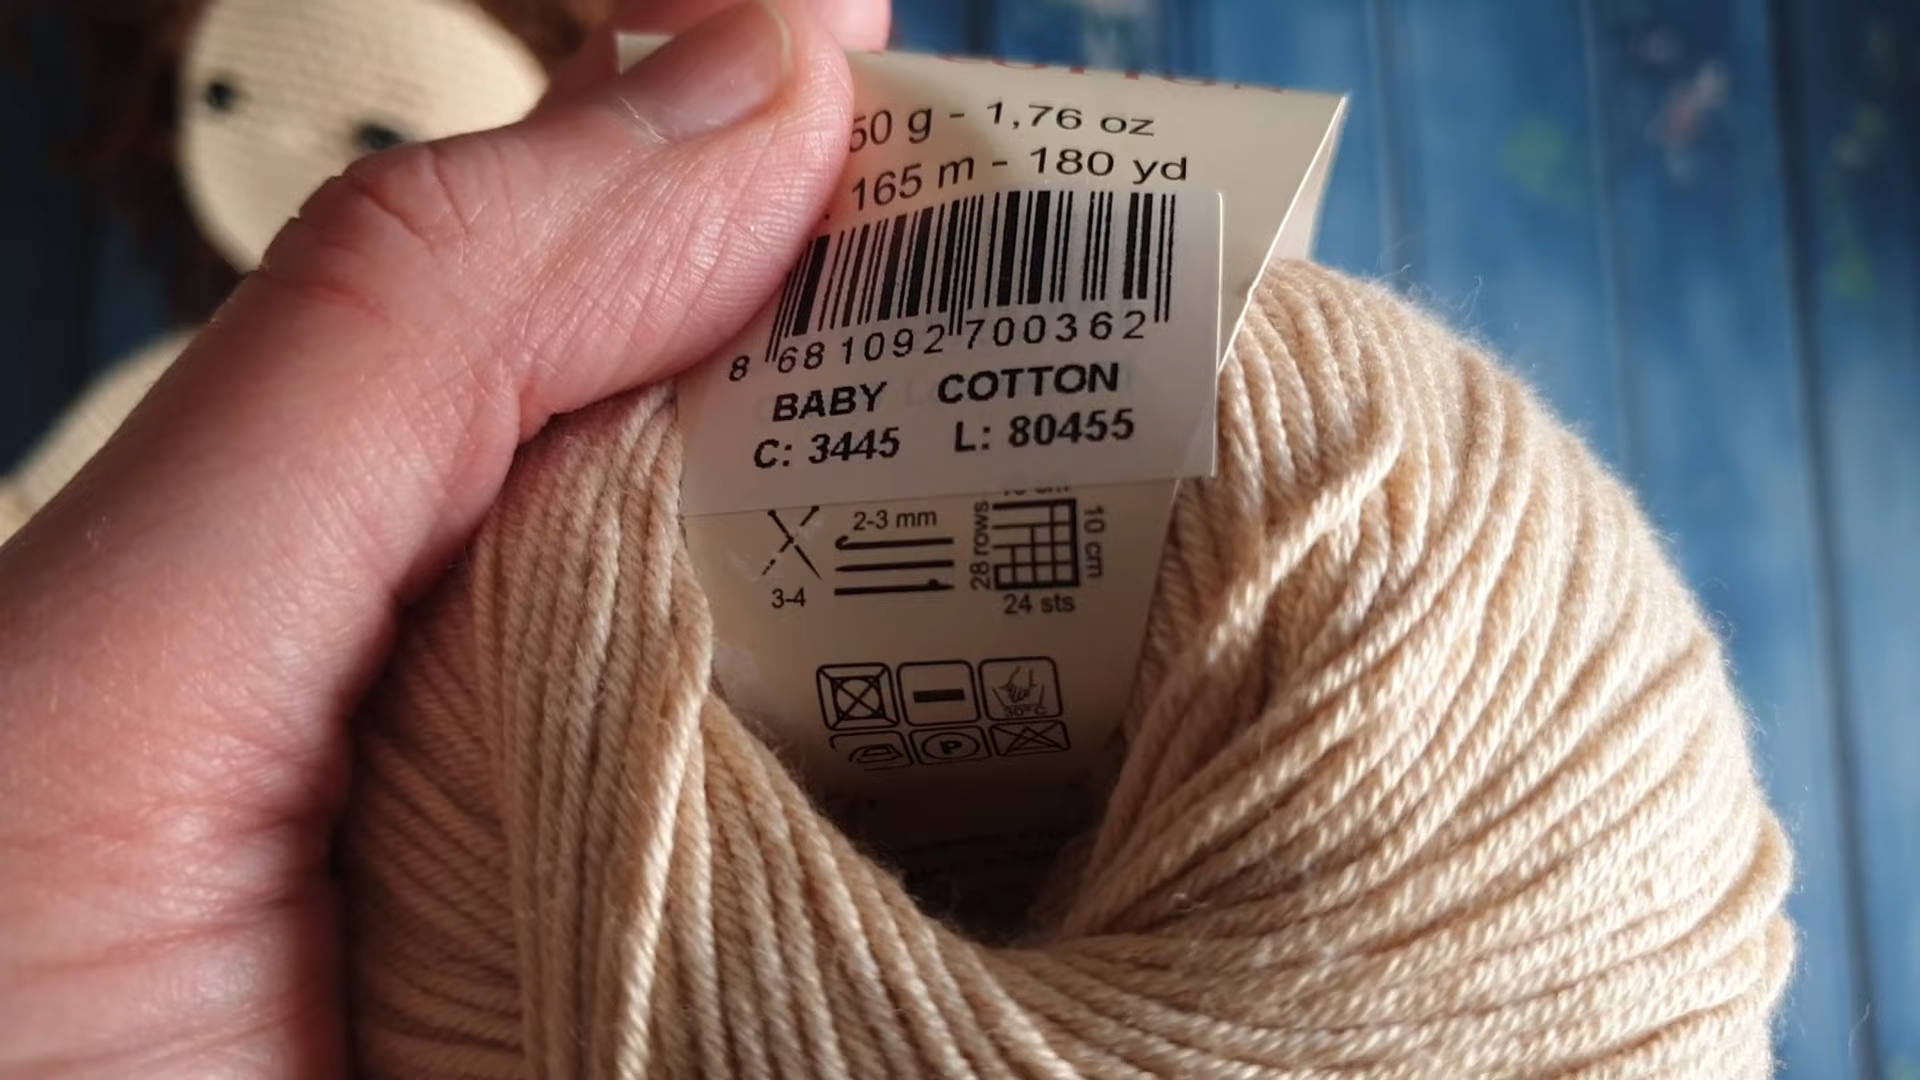 50 g - 1,76 oz
165 m - 180 yd
8 681092 700362
BABY COTTON
C: 3445 L: 80455
2-3 mm
3-4
28 rows
10 cm
24 sts
30°C
P